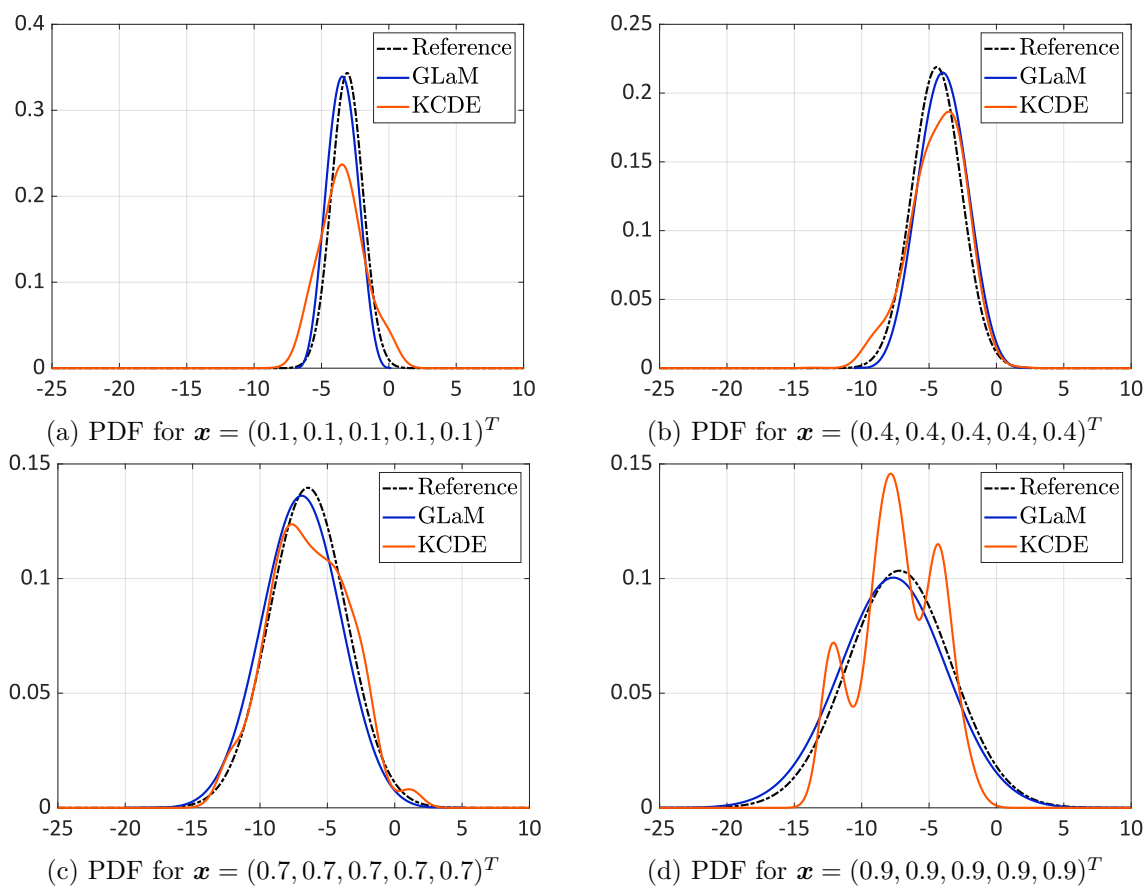 0.4
0.3
0.2
0.1
0
-25 -20 -15 -10 -5 0 5 10
Reference
GLaM
KCDE
(a) PDF for x = (0.1, 0.1, 0.1, 0.1, 0.1)^T
0.25
0.2
0.15
0.1
0.05
0
-25 -20 -15 -10 -5 0 5 10
Reference
GLaM
KCDE
(b) PDF for x = (0.4, 0.4, 0.4, 0.4, 0.4)^T
0.15
0.1
0.05
0
-25 -20 -15 -10 -5 0 5 10
Reference
GLaM
KCDE
(c) PDF for x = (0.7, 0.7, 0.7, 0.7, 0.7)^T
0.15
0.1
0.05
0
-25 -20 -15 -10 -5 0 5 10
Reference
GLaM
KCDE
(d) PDF for x = (0.9, 0.9, 0.9, 0.9, 0.9)^T